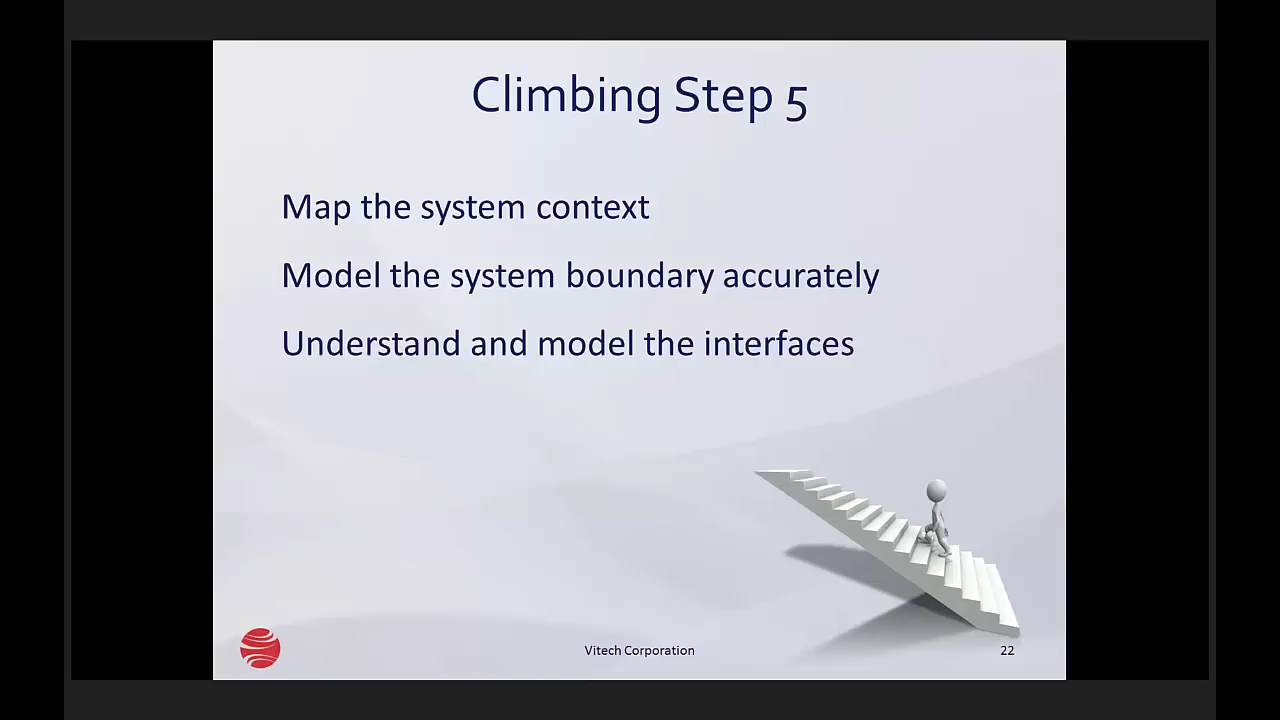 Climbing Step 5
Map the system context
Model the system boundary accurately
Understand and model the interfaces
Vitech Corporation
22